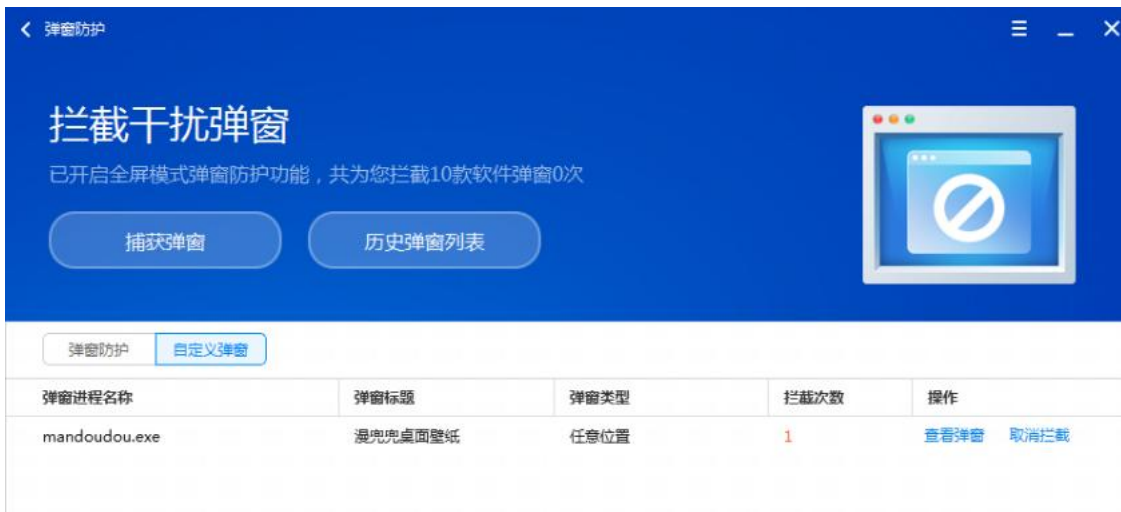 弹窗防护
拦截干扰弹窗
已开启全屏模式弹窗防护功能，共为您拦截10款软件弹窗0次
捕获弹窗 历史弹窗列表
弹窗防护 自定义弹窗
弹窗进程名称 弹窗标题 弹窗类型 拦截次数 操作
mandoudou.exe 漫兜兜桌面壁纸 任意位置 1 查看弹窗 取消拦截